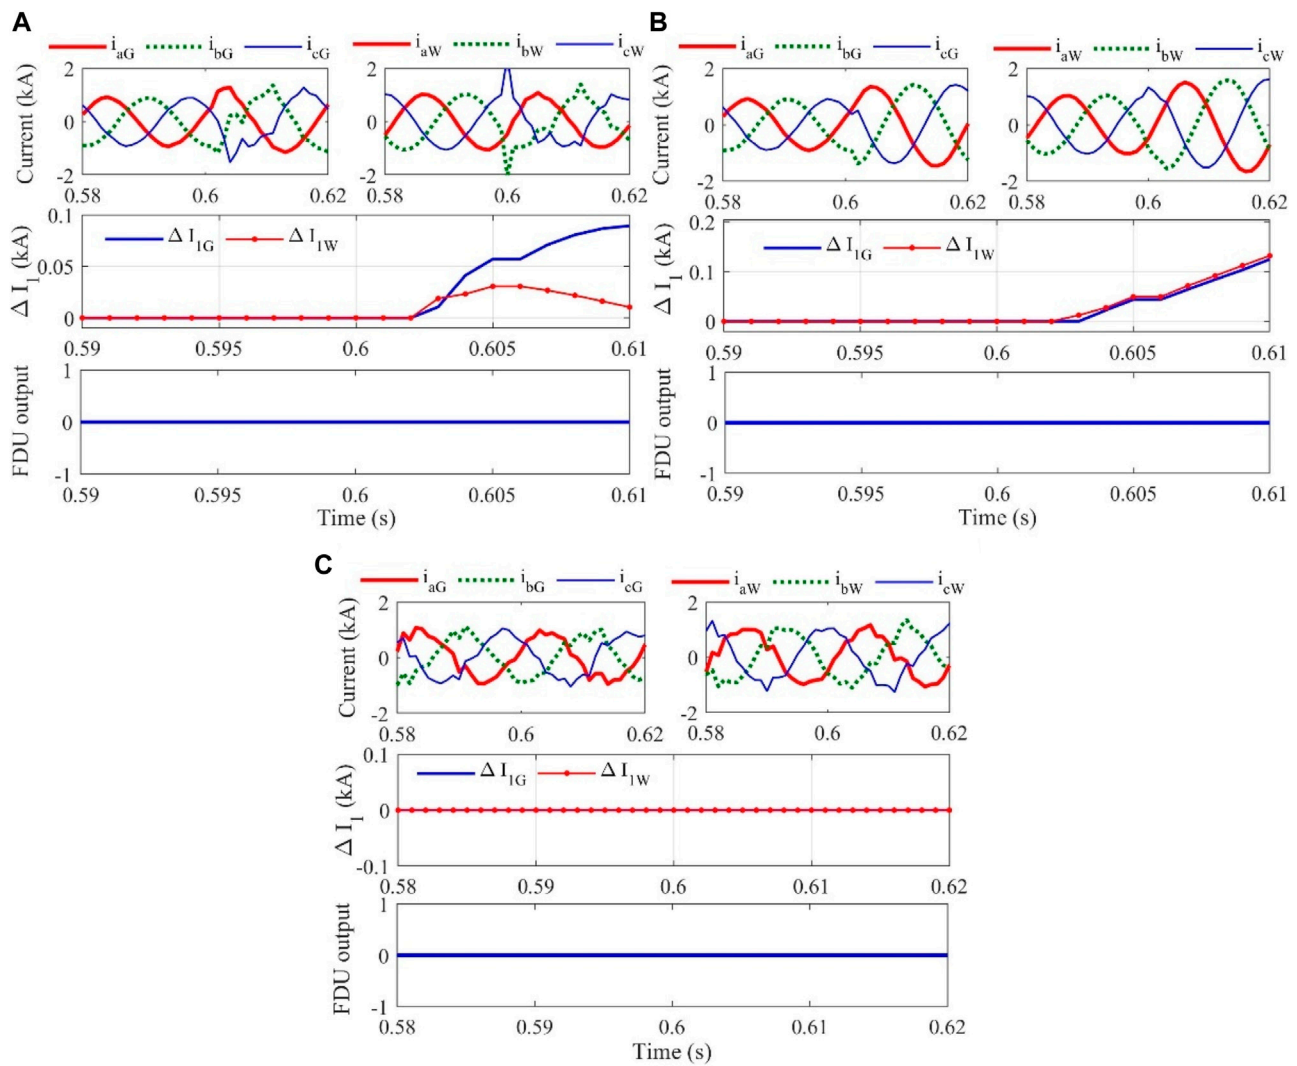 A
i_aG i_bG i_cG
i_aW i_bW i_cW
Current (kA)
2
0
-2
0.58 0.6 0.62
2
0
-2
0.58 0.6 0.62
Δ I_1 (kA)
Δ I_1G Δ I_1W
0.1
0.05
0
0.59 0.595 0.6 0.605 0.61
FDU output
1
0
-1
0.59 0.595 0.6 0.605 0.61
Time (s)
B
i_aG i_bG i_cG
i_aW i_bW i_cW
Current (kA)
2
0
-2
0.58 0.6 0.62
2
0
-2
0.58 0.6 0.62
Δ I_1 (kA)
Δ I_1G Δ I_1W
0.2
0.1
0
0.59 0.595 0.6 0.605 0.61
FDU output
1
0
-1
0.59 0.595 0.6 0.605 0.61
Time (s)
C
i_aG i_bG i_cG
i_aW i_bW i_cW
Current (kA)
2
0
-2
0.58 0.6 0.62
2
0
-2
0.58 0.6 0.62
Δ I_1 (kA)
Δ I_1G Δ I_1W
0.1
0
-0.1
0.58 0.59 0.6 0.61 0.62
FDU output
1
0
-1
0.58 0.59 0.6 0.61 0.62
Time (s)